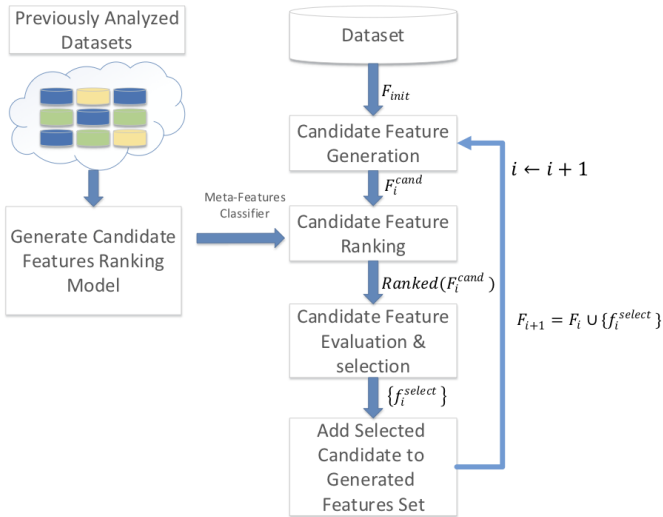 Previously Analyzed
Datasets
Dataset
F_{init}
Candidate Feature
Generation
i ← i + 1
F_i^{cand}
Meta-Features
Classifier
Generate Candidate
Features Ranking
Model
Candidate Feature
Ranking
Ranked(F_i^{cand})
Candidate Feature
Evaluation &
selection
F_{i+1} = F_i ∪ {f_i^{select}}
{f_i^{select}}
Add Selected
Candidate to
Generated
Features Set